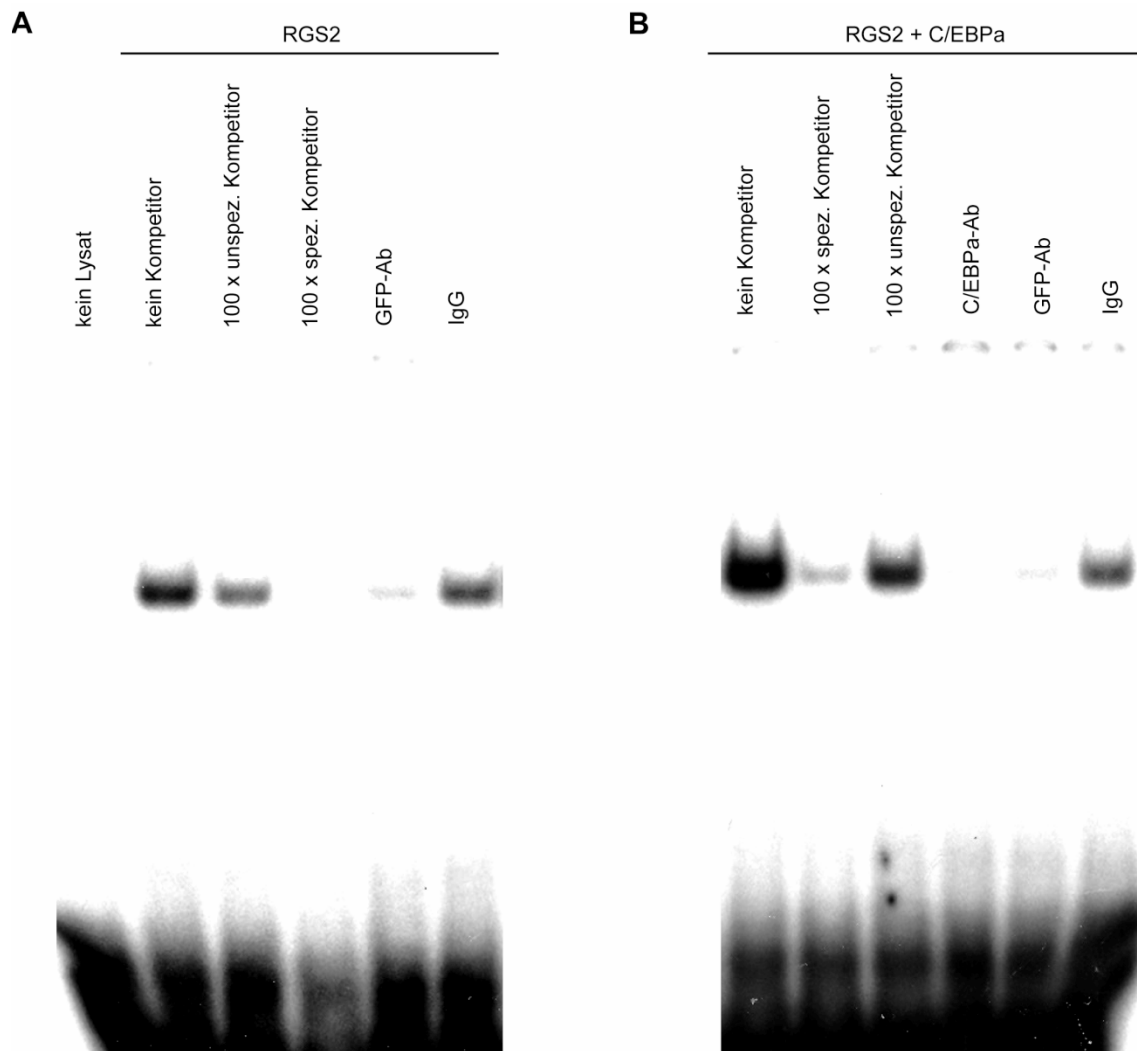 A
RGS2
kein Lysat
kein Kompetitor
100 x unspez. Kompetitor
100 x spez. Kompetitor
GFP-Ab
IgG
B
RGS2 + C/EBPa
kein Kompetitor
100 x spez. Kompetitor
100 x unspez. Kompetitor
C/EBPa-Ab
GFP-Ab
IgG